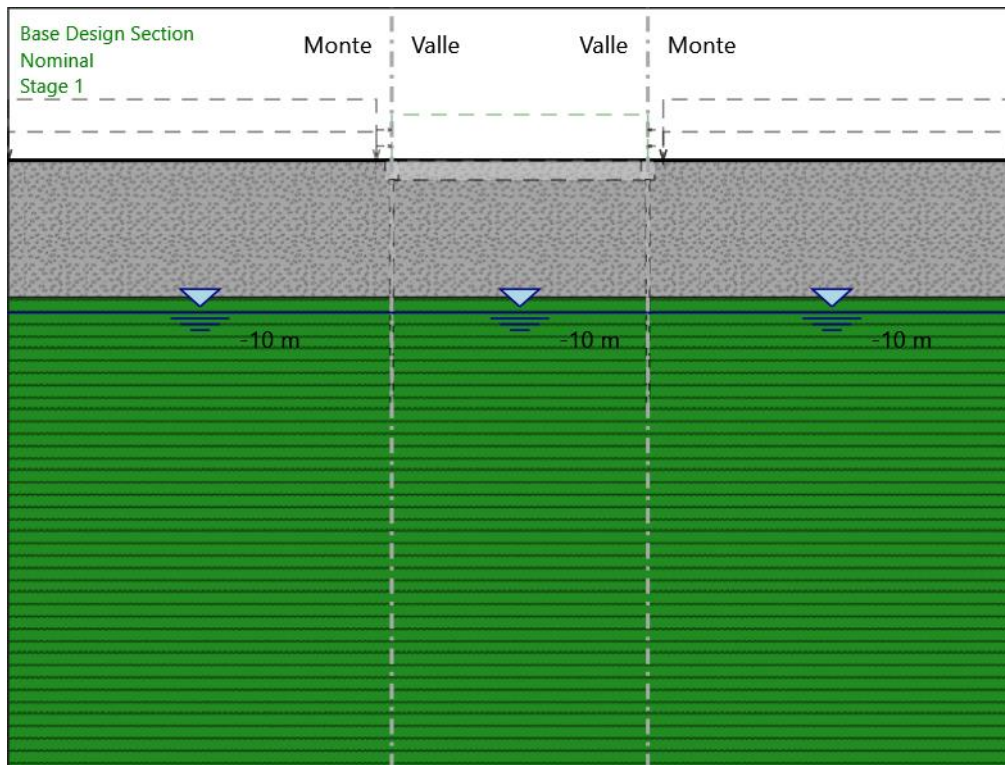 Base Design Section
Nominal
Stage 1
Monte
Valle
Valle
Monte
-10 m
-10 m
-10 m